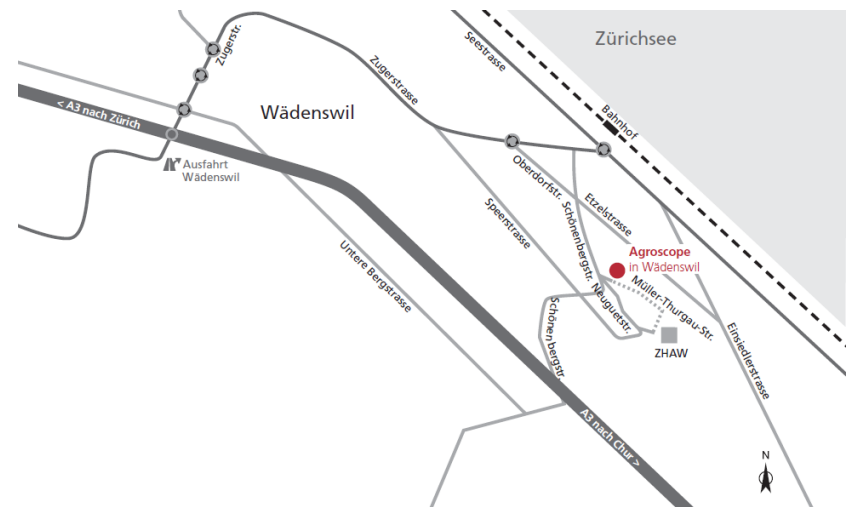 Zürichsee
Zugerstr.
Seestrasse
Zugerstrasse
< A3 nach Zürich
Wädenswil
Bahnhof
Ausfahrt
Wädenswil
Oberdorfstr.
Etzelstrasse
Speerstrasse
Schönenbergstr.
Agroscope
in Wädenswil
Untere Bergstrasse
Neuguetstr.
Müller-Thurgau-Str.
Schönenbergstr.
ZHAW
Einsiedlerstrasse
A3 nach Chur >
N